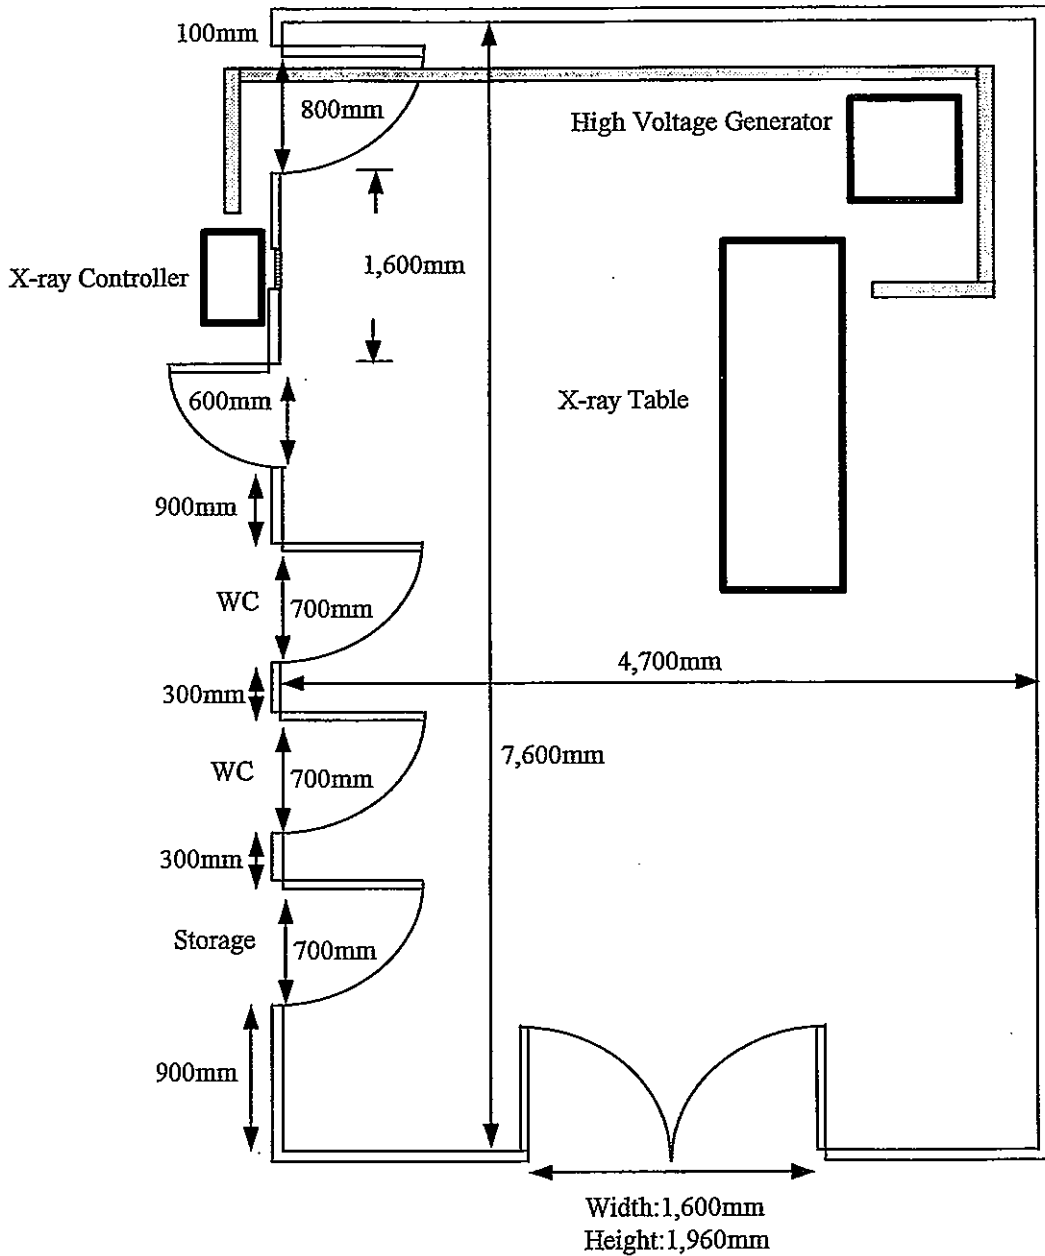 100mm
800mm
High Voltage Generator
1,600mm
X-ray Controller
600mm
X-ray Table
900mm
WC
700mm
4,700mm
300mm
WC
700mm
7,600mm
300mm
Storage
700mm
900mm
Width:1,600mm
Height:1,960mm